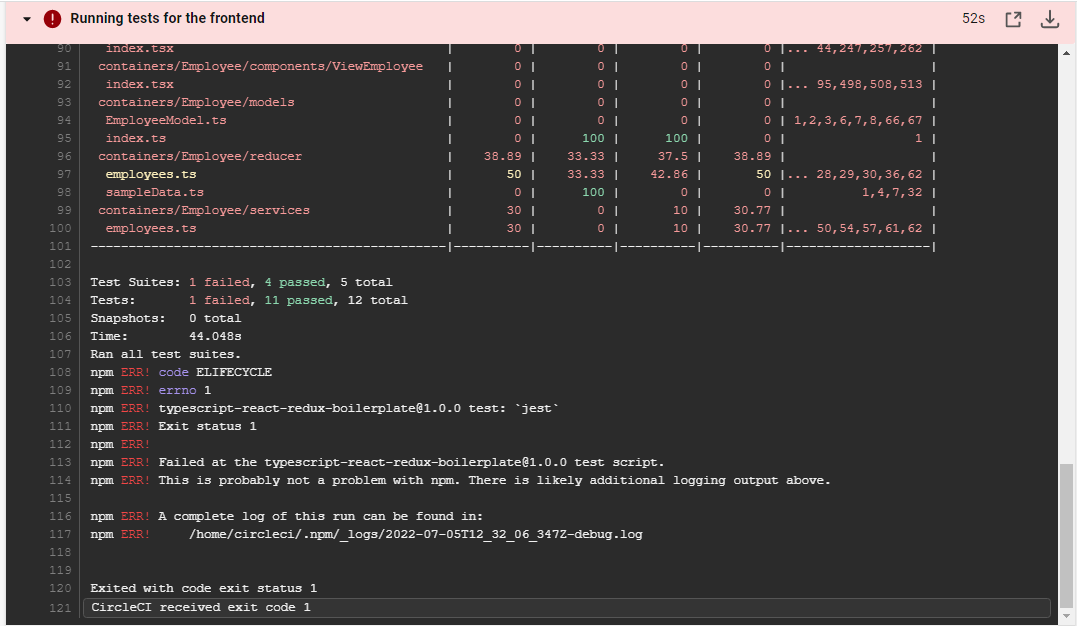 Running tests for the frontend 52s
90 index.tsx | 0 | 0 | 0 | 0 |... 44,247,257,262 |
91 containers/Employee/components/ViewEmployee | 0 | 0 | 0 | 0 | |
92 index.tsx | 0 | 0 | 0 | 0 |... 95,498,508,513 |
93 containers/Employee/models | 0 | 0 | 0 | 0 | |
94 EmployeeModel.ts | 0 | 0 | 0 | 0 | 1,2,3,6,7,8,66,67 |
95 index.ts | 0 | 100 | 100 | 0 | 1 |
96 containers/Employee/reducer | 38.89 | 33.33 | 37.5 | 38.89 | |
97 employees.ts | 50 | 33.33 | 42.86 | 50 |... 28,29,30,36,62 |
98 sampleData.ts | 0 | 100 | 0 | 0 | 1,4,7,32 |
99 containers/Employee/services | 30 | 0 | 10 | 30.77 | |
100 employees.ts | 30 | 0 | 10 | 30.77 |... 50,54,57,61,62 |
101 -----------------------------------------------|----------|----------|----------|----------|-------------------|
102
103 Test Suites: 1 failed, 4 passed, 5 total
104 Tests: 1 failed, 11 passed, 12 total
105 Snapshots: 0 total
106 Time: 44.048s
107 Ran all test suites.
108 npm ERR! code ELIFECYCLE
109 npm ERR! errno 1
110 npm ERR! typescript-react-redux-boilerplate@1.0.0 test: `jest`
111 npm ERR! Exit status 1
112 npm ERR!
113 npm ERR! Failed at the typescript-react-redux-boilerplate@1.0.0 test script.
114 npm ERR! This is probably not a problem with npm. There is likely additional logging output above.
115
116 npm ERR! A complete log of this run can be found in:
117 npm ERR! /home/circleci/.npm/_logs/2022-07-05T12_32_06_347Z-debug.log
118
119
120 Exited with code exit status 1
121 CircleCI received exit code 1